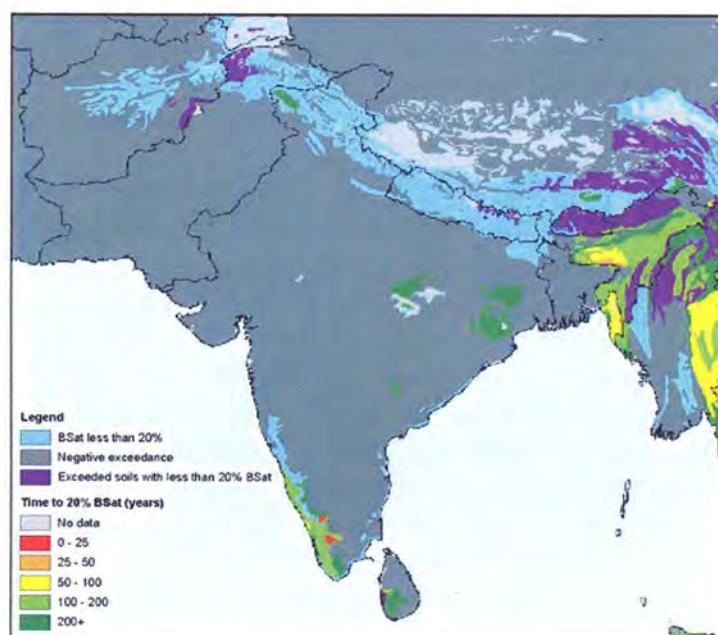 Legend
BSat less than 20%
Negative exceedance
Exceeded soils with less than 20% BSat
Time to 20% BSat (years)
No data
0 - 25
25 - 50
50 - 100
100 - 200
200+